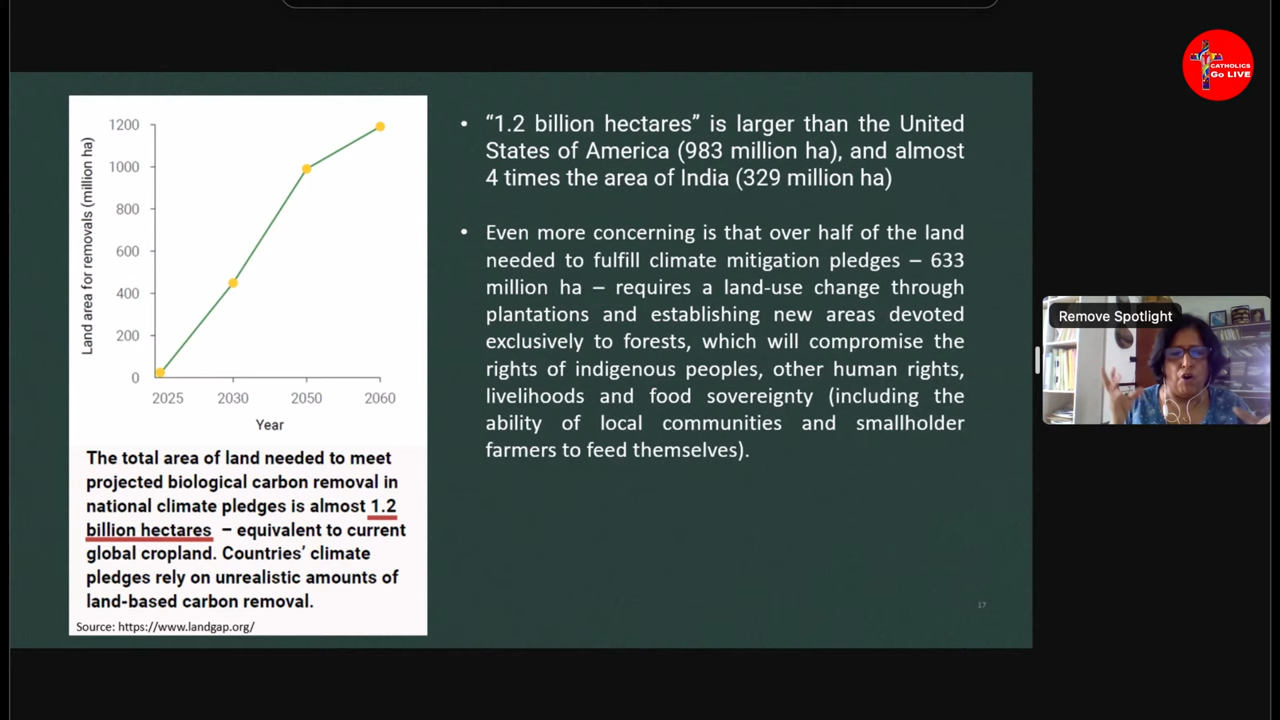 CATHOLICS
Go LIVE
1200
1000
800
600
400
200
0
Land area for removals (million ha)
2025 2030 2050 2060
Year
The total area of land needed to meet
projected biological carbon removal in
national climate pledges is almost 1.2
billion hectares – equivalent to current
global cropland. Countries’ climate
pledges rely on unrealistic amounts of
land-based carbon removal.
Source: https://www.landgap.org/
• “1.2 billion hectares” is larger than the United
States of America (983 million ha), and almost
4 times the area of India (329 million ha)
• Even more concerning is that over half of the land
needed to fulfill climate mitigation pledges – 633
million ha – requires a land-use change through
plantations and establishing new areas devoted
exclusively to forests, which will compromise the
rights of indigenous peoples, other human rights,
livelihoods and food sovereignty (including the
ability of local communities and smallholder
farmers to feed themselves).
17
Remove Spotlight